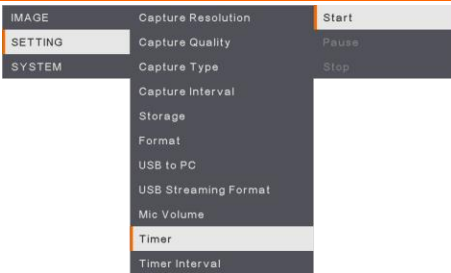 IMAGE
SETTING
SYSTEM
Capture Resolution
Capture Quality
Capture Type
Capture Interval
Storage
Format
USB to PC
USB Streaming Format
Mic Volume
Timer
Timer Interval
Start
Pause
Stop